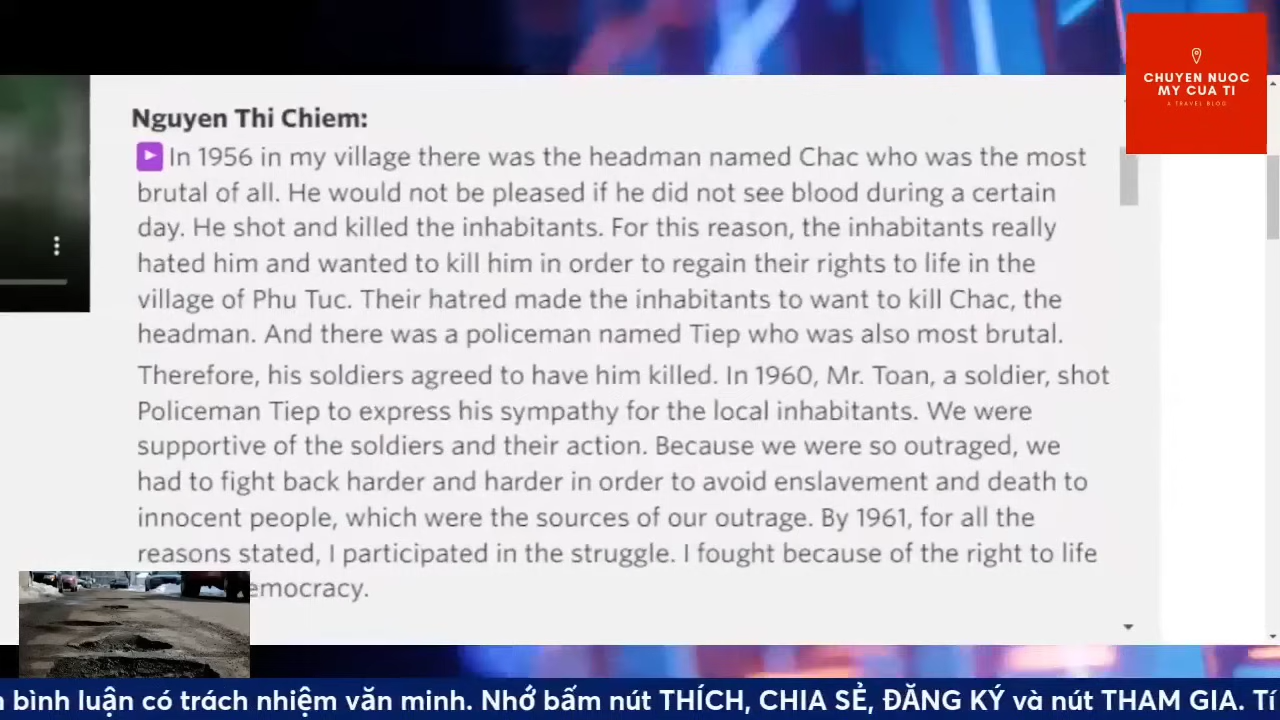 CHUYEN NUOC
MY CUA TI
A TRAVEL BLOG
Nguyen Thi Chiem:
In 1956 in my village there was the headman named Chac who was the most
brutal of all. He would not be pleased if he did not see blood during a certain
day. He shot and killed the inhabitants. For this reason, the inhabitants really
hated him and wanted to kill him in order to regain their rights to life in the
village of Phu Tuc. Their hatred made the inhabitants to want to kill Chac, the
headman. And there was a policeman named Tiep who was also most brutal.
Therefore, his soldiers agreed to have him killed. In 1960, Mr. Toan, a soldier, shot
Policeman Tiep to express his sympathy for the local inhabitants. We were
supportive of the soldiers and their action. Because we were so outraged, we
had to fight back harder and harder in order to avoid enslavement and death to
innocent people, which were the sources of our outrage. By 1961, for all the
reasons stated, I participated in the struggle. I fought because of the right to life
emocracy.
bình luận có trách nhiệm văn minh. Nhớ bấm nút THÍCH, CHIA SẺ, ĐĂNG KÝ và nút THAM GIA. Tí